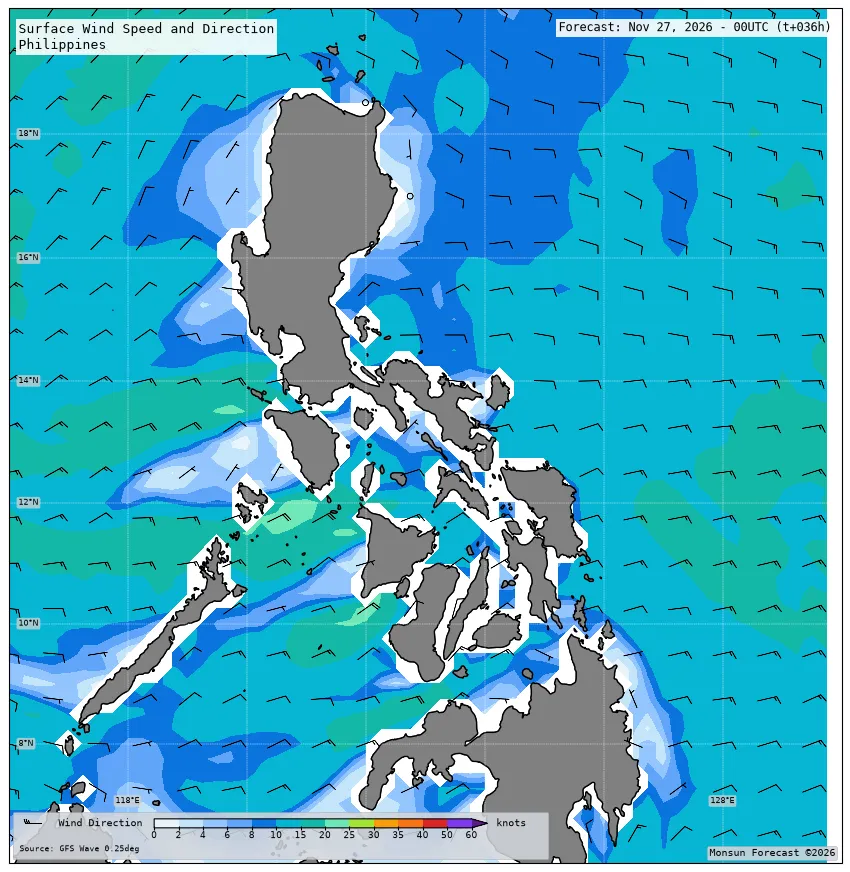 Surface Wind Speed and Direction
Philippines
Forecast: Nov 27, 2026 - 00UTC (t+036h)
18°N
16°N
14°N
12°N
10°N
8°N
118°E
128°E
Wind Direction
0 2 4 6 8 10 15 20 25 30 35 40 50 60
knots
Source: GFS Wave 0.25deg
Monsun Forecast ©2026